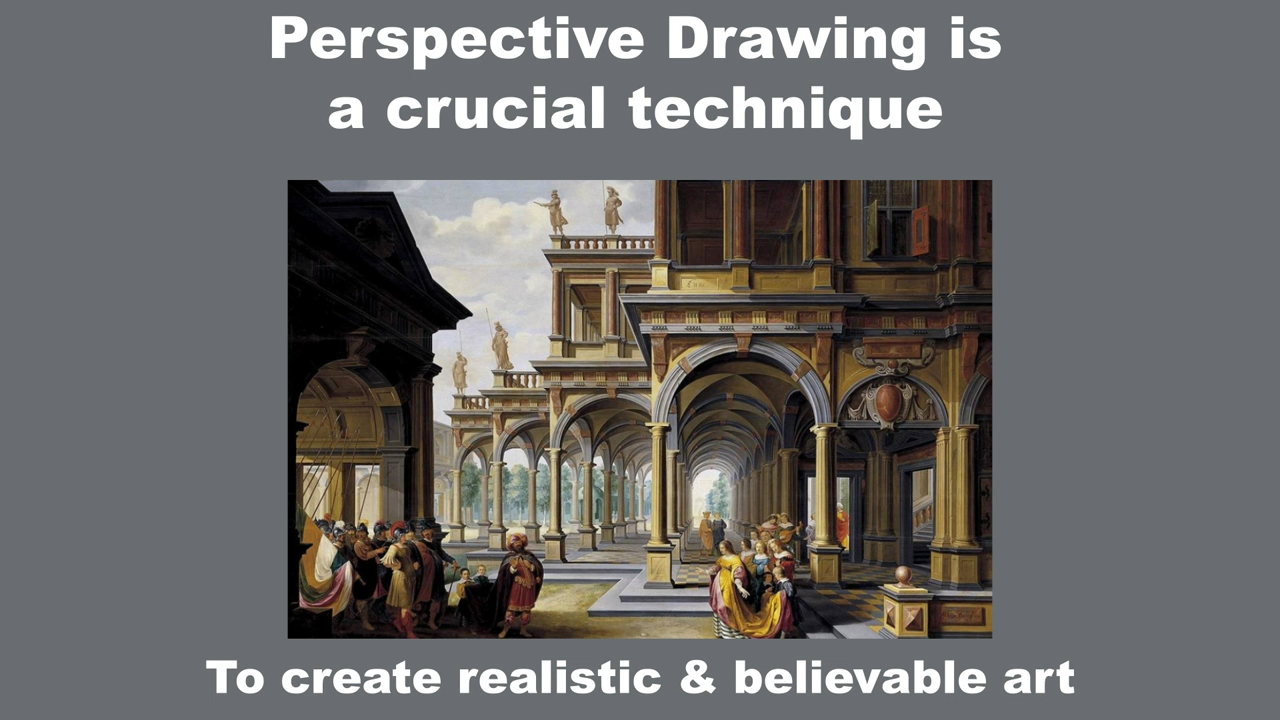 Perspective Drawing is
a crucial technique
To create realistic & believable art